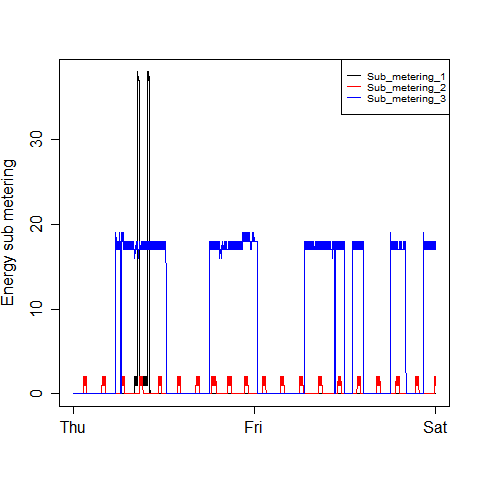 Sub_metering_1
Sub_metering_2
Sub_metering_3
Energy sub metering
30
20
10
0
Thu
Fri
Sat